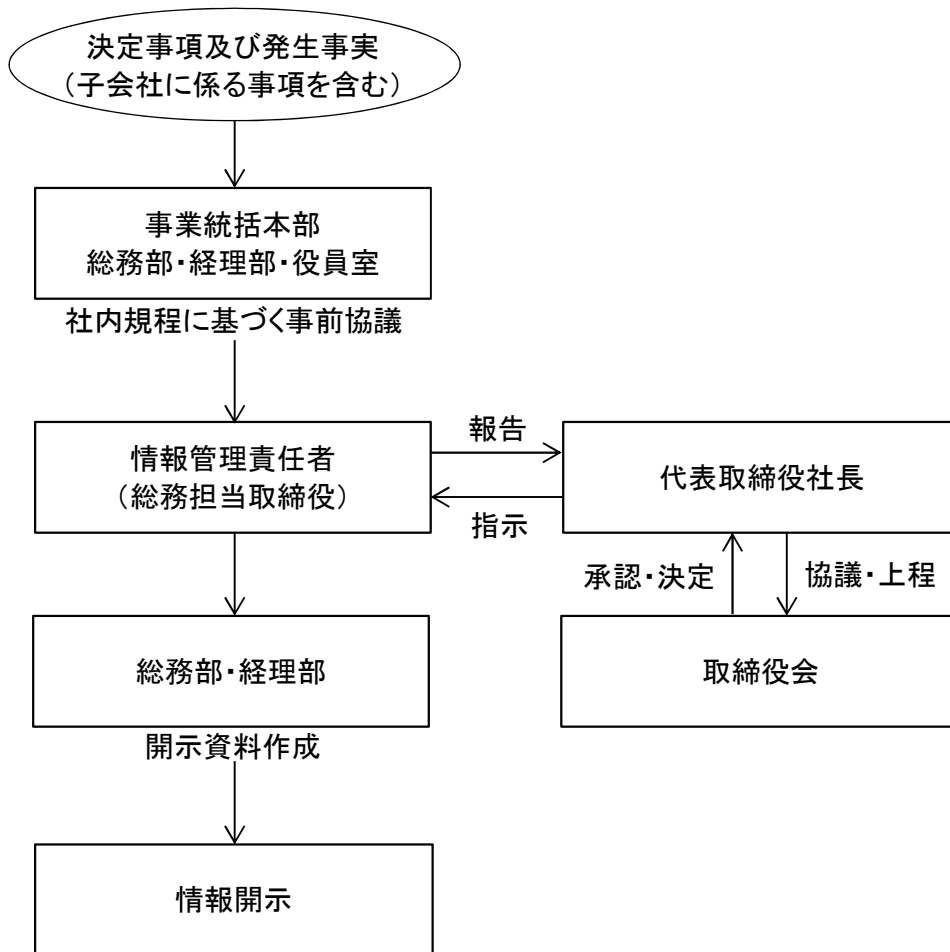 決定事項及び発生事実
（子会社に係る事項を含む）
事業統括本部
総務部・経理部・役員室
社内規程に基づく事前協議
情報管理責任者
（総務担当取締役）
報告
指示
代表取締役社長
承認・決定
協議・上程
取締役会
総務部・経理部
開示資料作成
情報開示